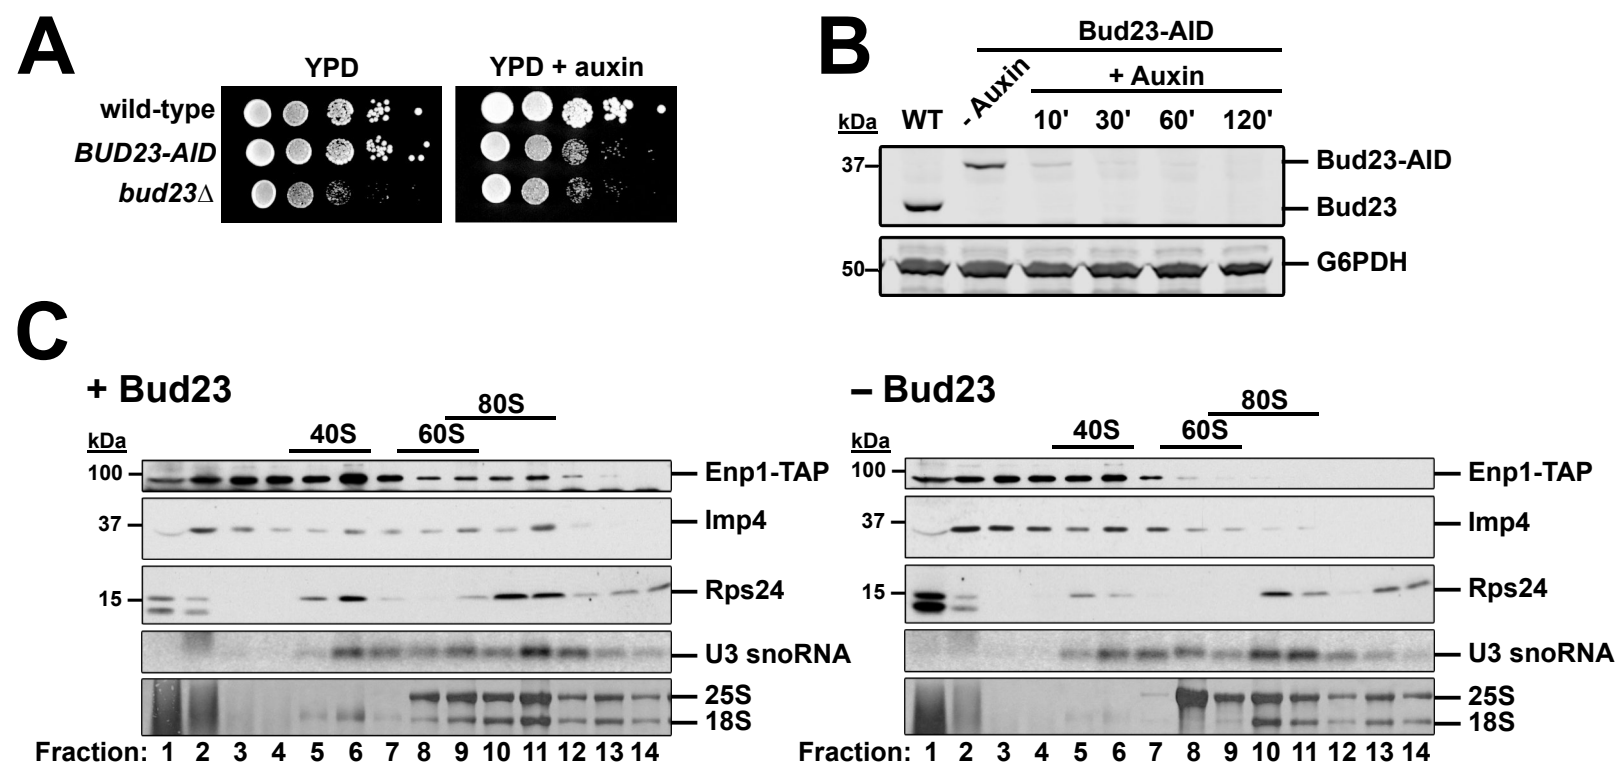 A
YPD
YPD + auxin
wild-type
BUD23-AID
bud23Δ
B
Bud23-AID
- Auxin
+ Auxin
kDa
WT
10'
30'
60'
120'
37
Bud23-AID
Bud23
50
G6PDH
C
+ Bud23
80S
40S
60S
kDa
100
Enp1-TAP
37
Imp4
15
Rps24
U3 snoRNA
25S
18S
Fraction: 1 2 3 4 5 6 7 8 9 10 11 12 13 14
– Bud23
80S
40S
60S
kDa
100
Enp1-TAP
37
Imp4
15
Rps24
U3 snoRNA
25S
18S
Fraction: 1 2 3 4 5 6 7 8 9 10 11 12 13 14